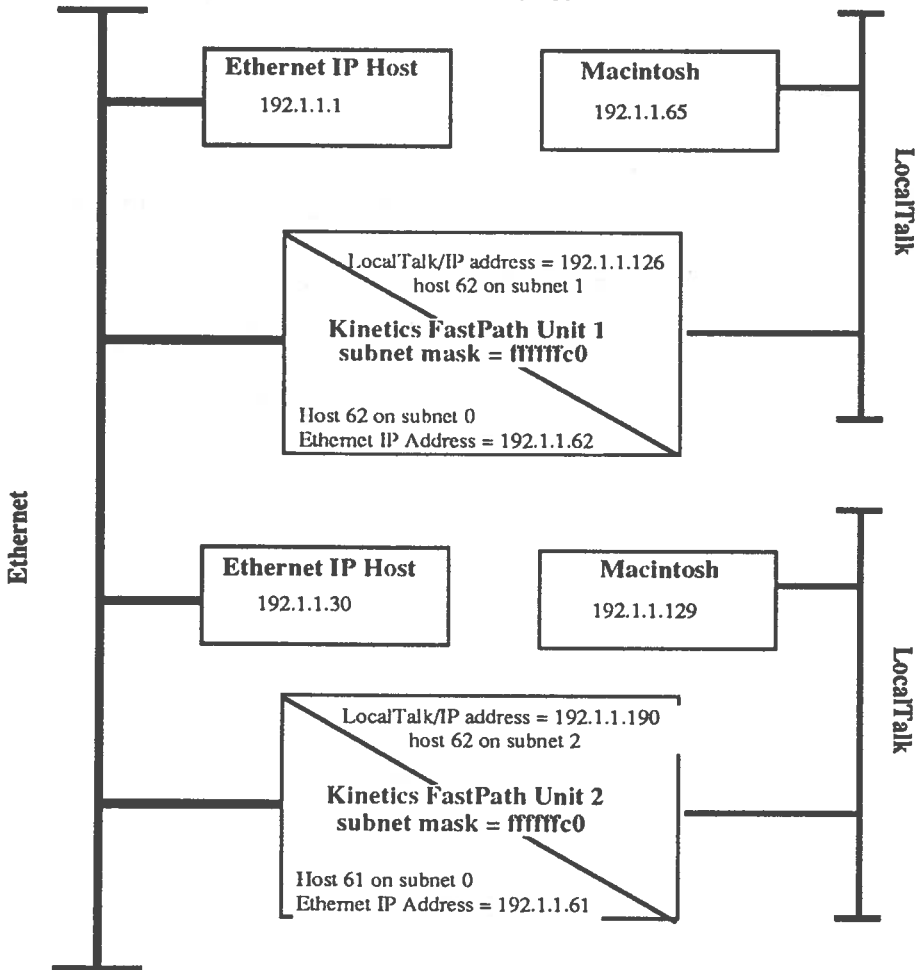 Ethernet IP Host
192.1.1.1
Macintosh
192.1.1.65
LocalTalk
LocalTalk/IP address = 192.1.1.126
host 62 on subnet 1
Kinetics FastPath Unit 1
subnet mask = ffffffc0
Host 62 on subnet 0
Ethernet IP Address = 192.1.1.62
Ethernet
Ethernet IP Host
192.1.1.30
Macintosh
192.1.1.129
LocalTalk
LocalTalk/IP address = 192.1.1.190
host 62 on subnet 2
Kinetics FastPath Unit 2
subnet mask = ffffffc0
Host 61 on subnet 0
Ethernet IP Address = 192.1.1.61